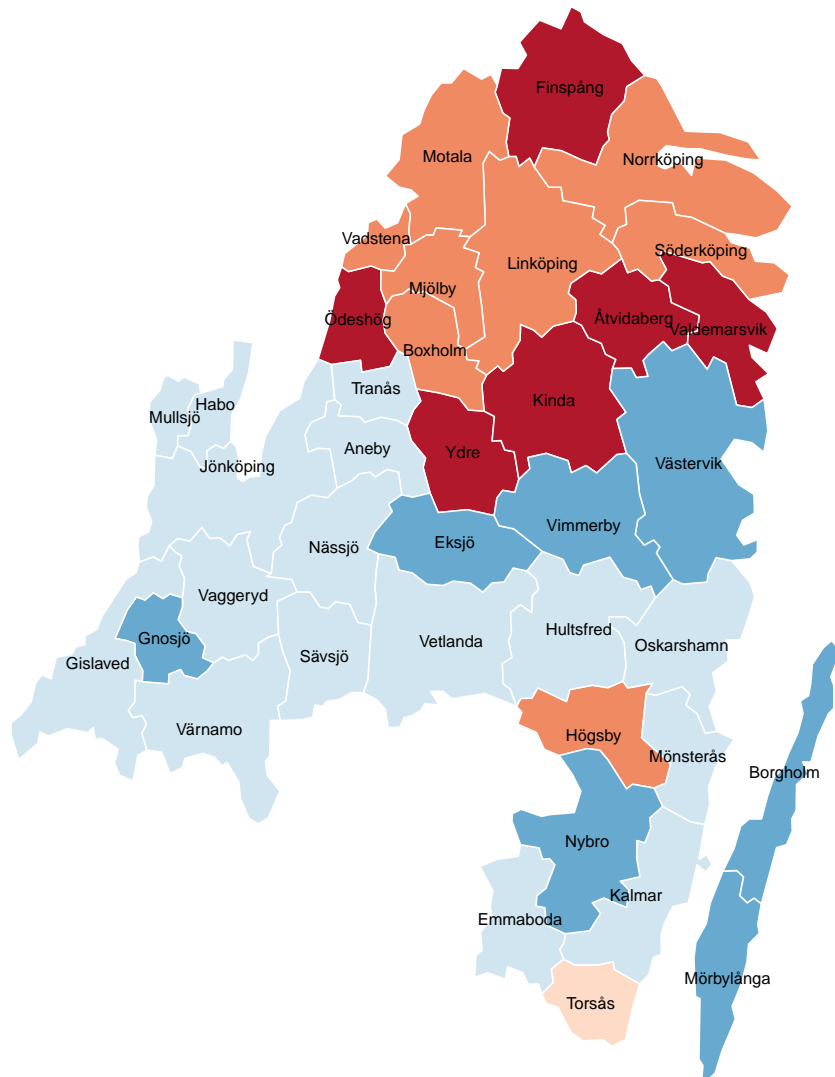 Finspång
Motala
Norrköping
Vadstena
Söderköping
Linköping
Mjölby
Ödeshög
Åtvidaberg
Valdemarsvik
Boxholm
Tranås
Kinda
Habo
Mullsjö
Aneby
Ydre
Västervik
Jönköping
Vimmerby
Eksjö
Nässjö
Vaggeryd
Hultsfred
Gnosjö
Vetlanda
Oskarshamn
Sävsjö
Gislaved
Värnamo
Högsby
Mönsterås
Borgholm
Nybro
Kalmar
Emmaboda
Mörbylånga
Torsås